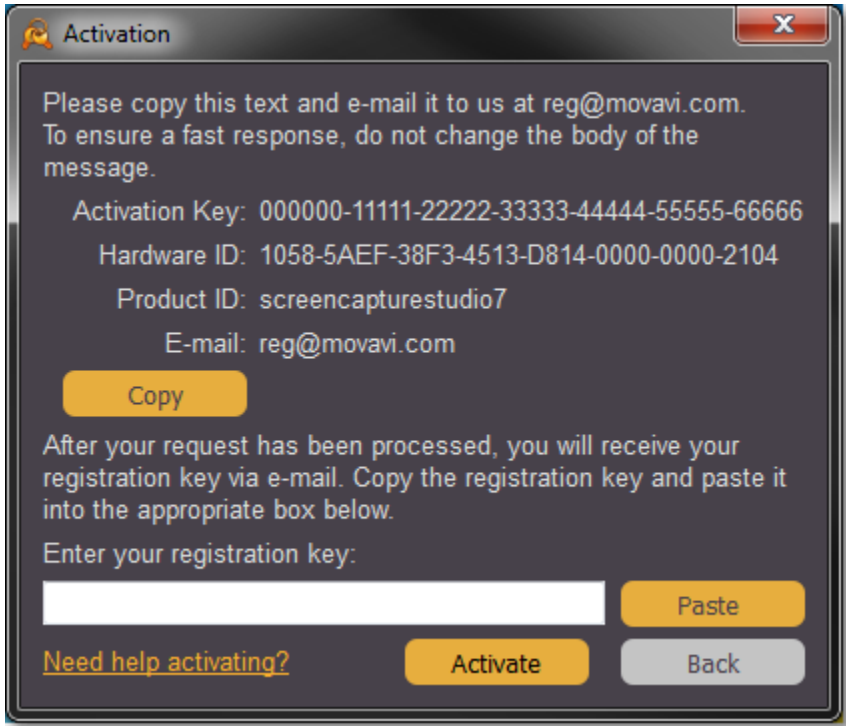 Activation
Please copy this text and e-mail it to us at reg@movavi.com.
To ensure a fast response, do not change the body of the
message.
Activation Key: 000000-11111-22222-33333-44444-55555-66666
Hardware ID: 1058-5AEF-38F3-4513-D814-0000-0000-2104
Product ID: screencapturestudio7
E-mail: reg@movavi.com
Copy
After your request has been processed, you will receive your
registration key via e-mail. Copy the registration key and paste it
into the appropriate box below.
Enter your registration key:
Paste
Need help activating? Activate Back